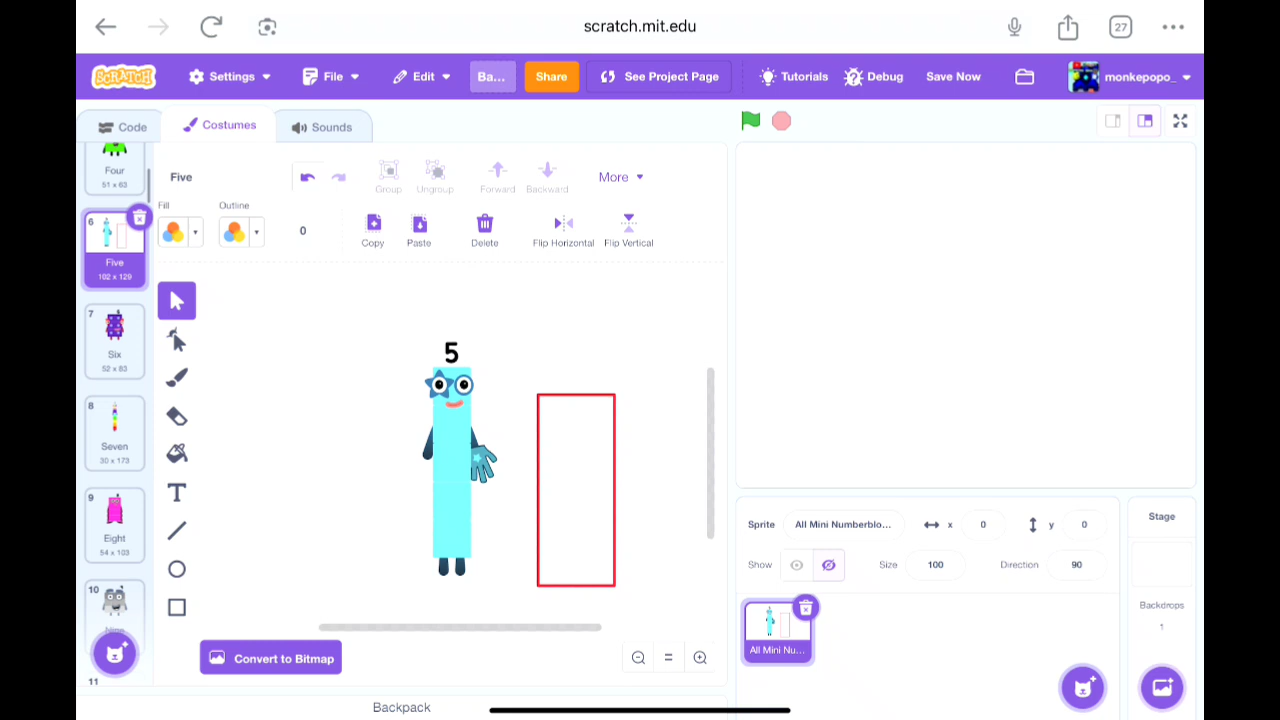 scratch.mit.edu
27
SCRATCH
Settings
File
Edit
Ba...
Share
See Project Page
Tutorials
Debug
Save Now
monkepopo_
Code
Costumes
Sounds
Four
51 x 63
6
Five
102 x 129
7
Six
52 x 83
8
Seven
30 x 173
9
Eight
54 x 103
10
Nine
11
Five
Group
Ungroup
Forward
Backward
More
Fill
Outline
0
Copy
Paste
Delete
Flip Horizontal
Flip Vertical
T
5
Convert to Bitmap
=
Backpack
Sprite
All Mini Numberblo...
x
0
y
0
Show
Size
100
Direction
90
All Mini Nu...
Stage
Backdrops
1